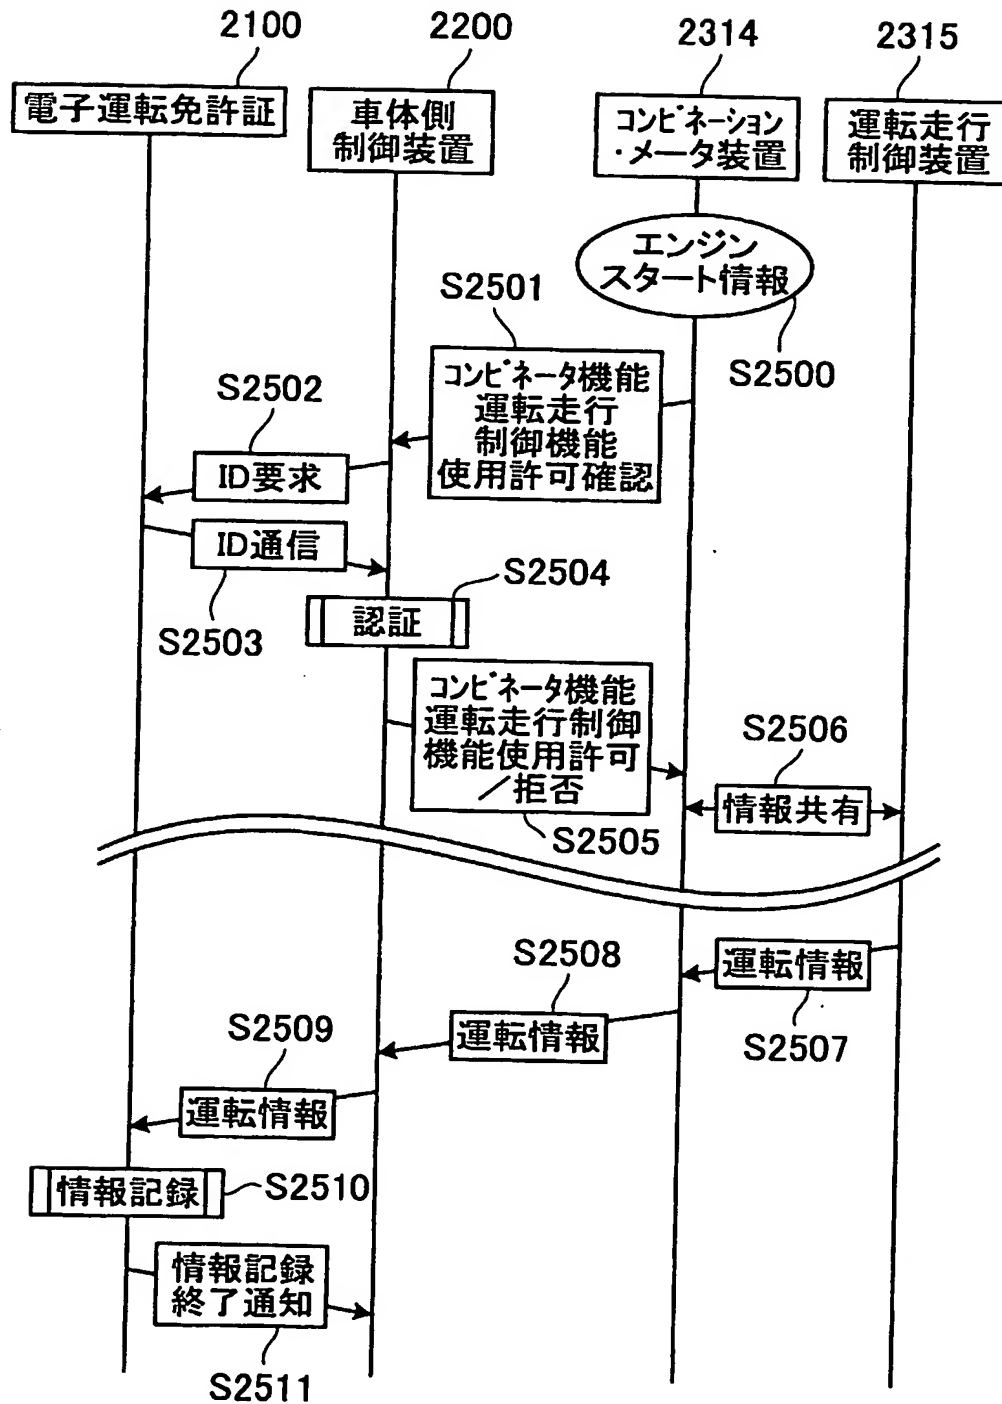 2100
2200
2314
2315
電子運転免許証
車体側
制御装置
コンビネーション
・メータ装置
運転走行
制御装置
エンジン
スタート情報
S2500
S2501
コンビネータ機能
運転走行
制御機能
使用許可確認
S2502
ID要求
ID通信
S2503
S2504
認証
コンビネータ機能
運転走行制御
機能使用許可
／拒否
S2505
S2506
情報共有
運転情報
S2507
S2508
運転情報
S2509
運転情報
情報記録
S2510
情報記録
終了通知
S2511